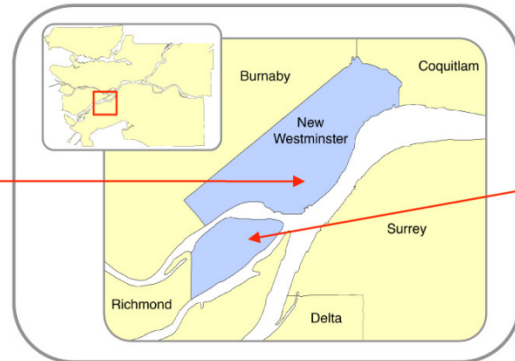 Burnaby
Coquitlam
New
Westminster
Surrey
Richmond
Delta